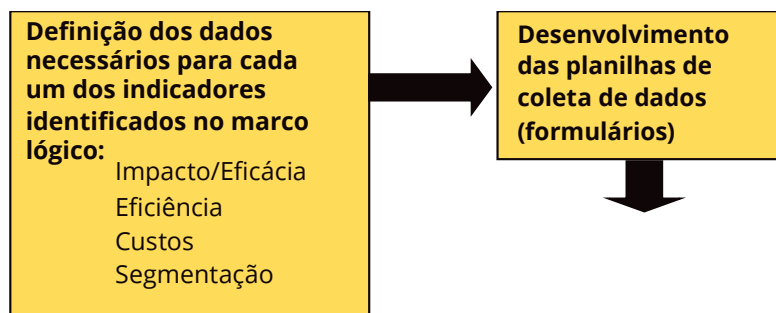 Definição dos dados
necessários para cada
um dos indicadores
identificados no marco
lógico:
Impacto/Eficácia
Eficiência
Custos
Segmentação
Desenvolvimento
das planilhas de
coleta de dados
(formulários)